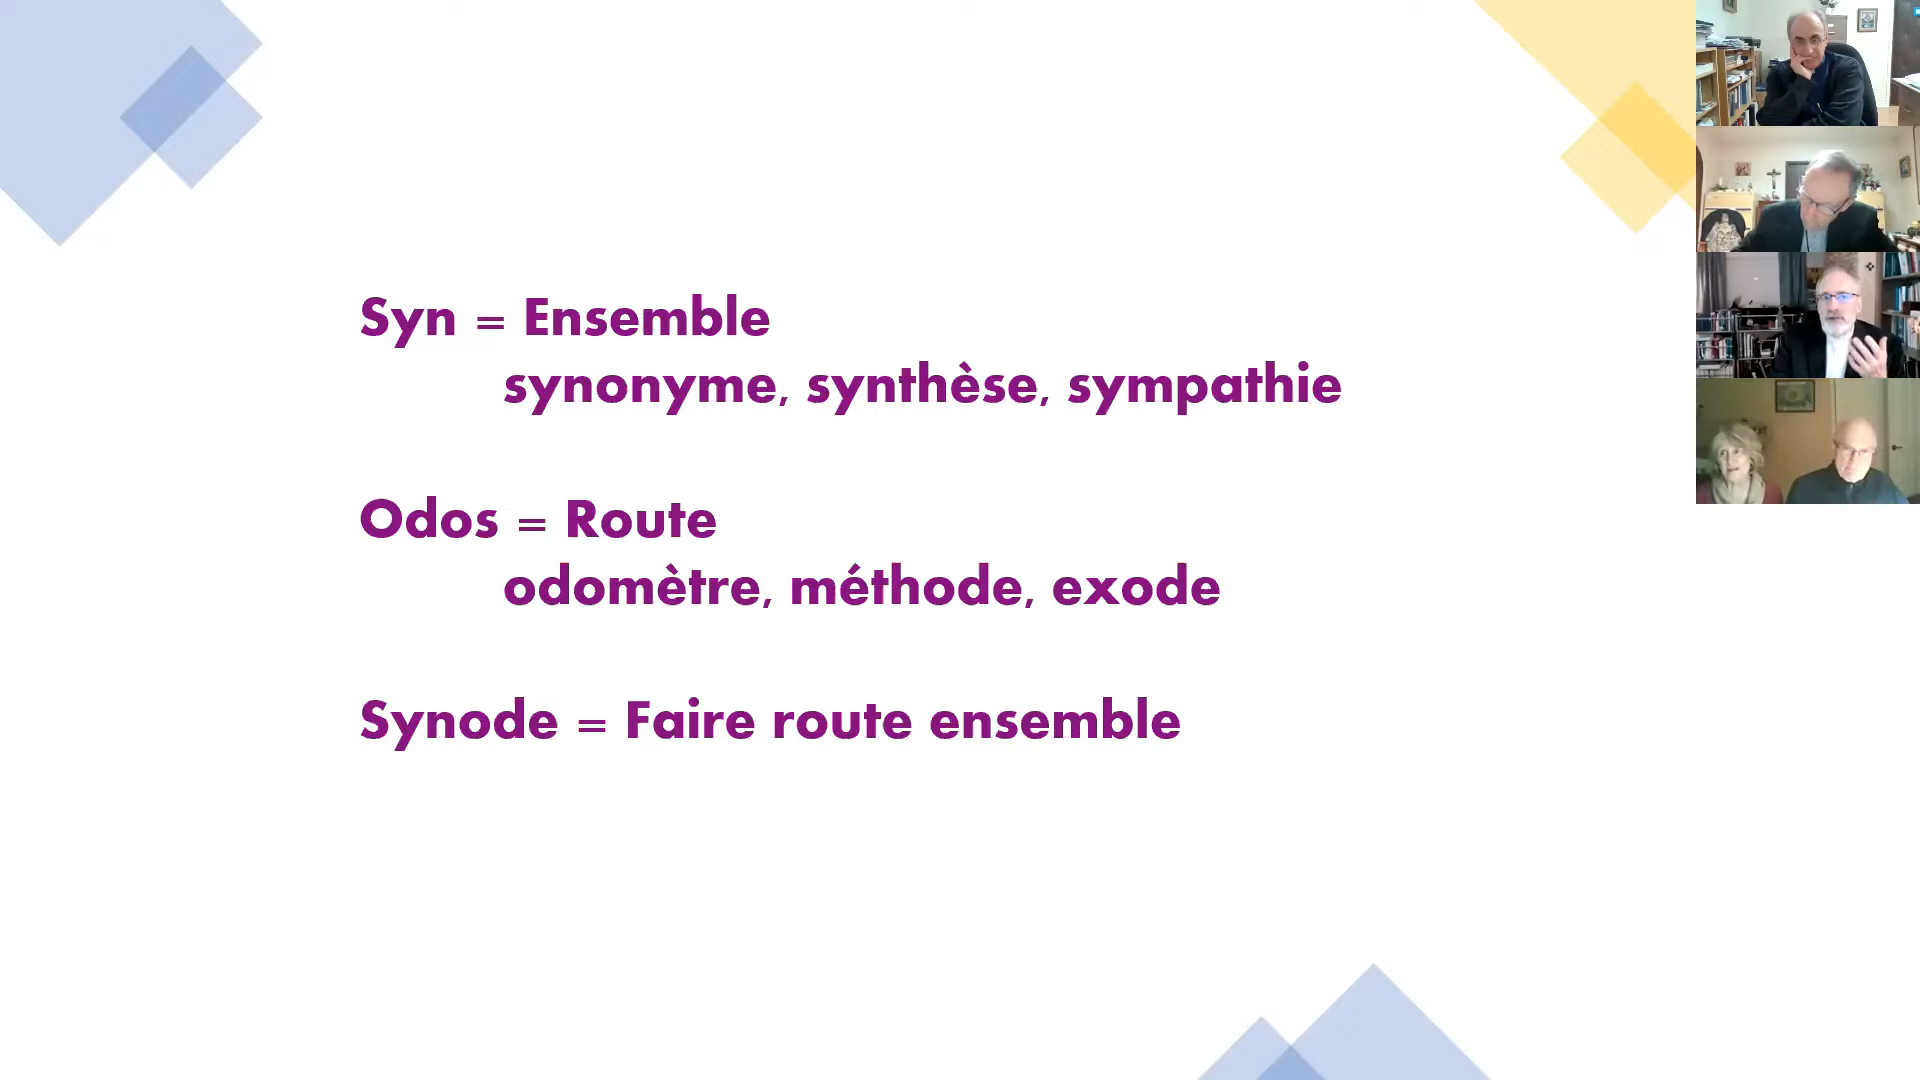 Syn = Ensemble
synonyme, synthèse, sympathie
Odos = Route
odomètre, méthode, exode
Synode = Faire route ensemble